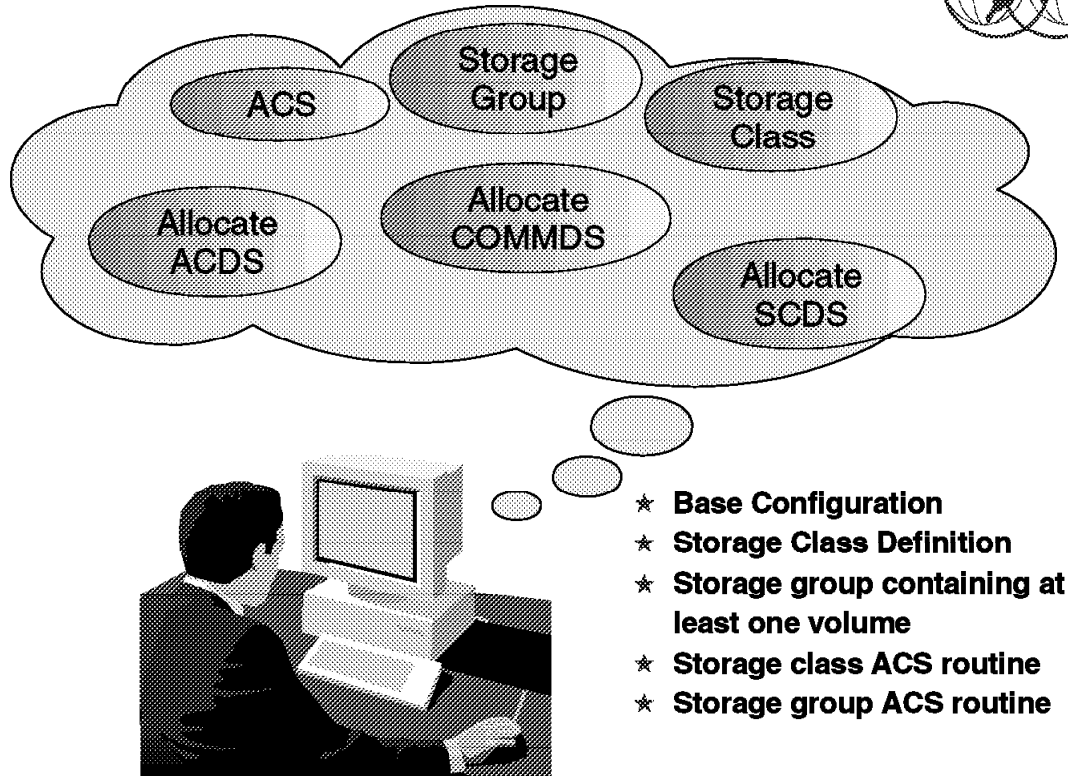 ACS
Storage
Group
Storage
Class
Allocate
ACDS
Allocate
COMMDS
Allocate
SCDS
Base Configuration
Storage Class Definition
Storage group containing at
least one volume
Storage class ACS routine
Storage group ACS routine